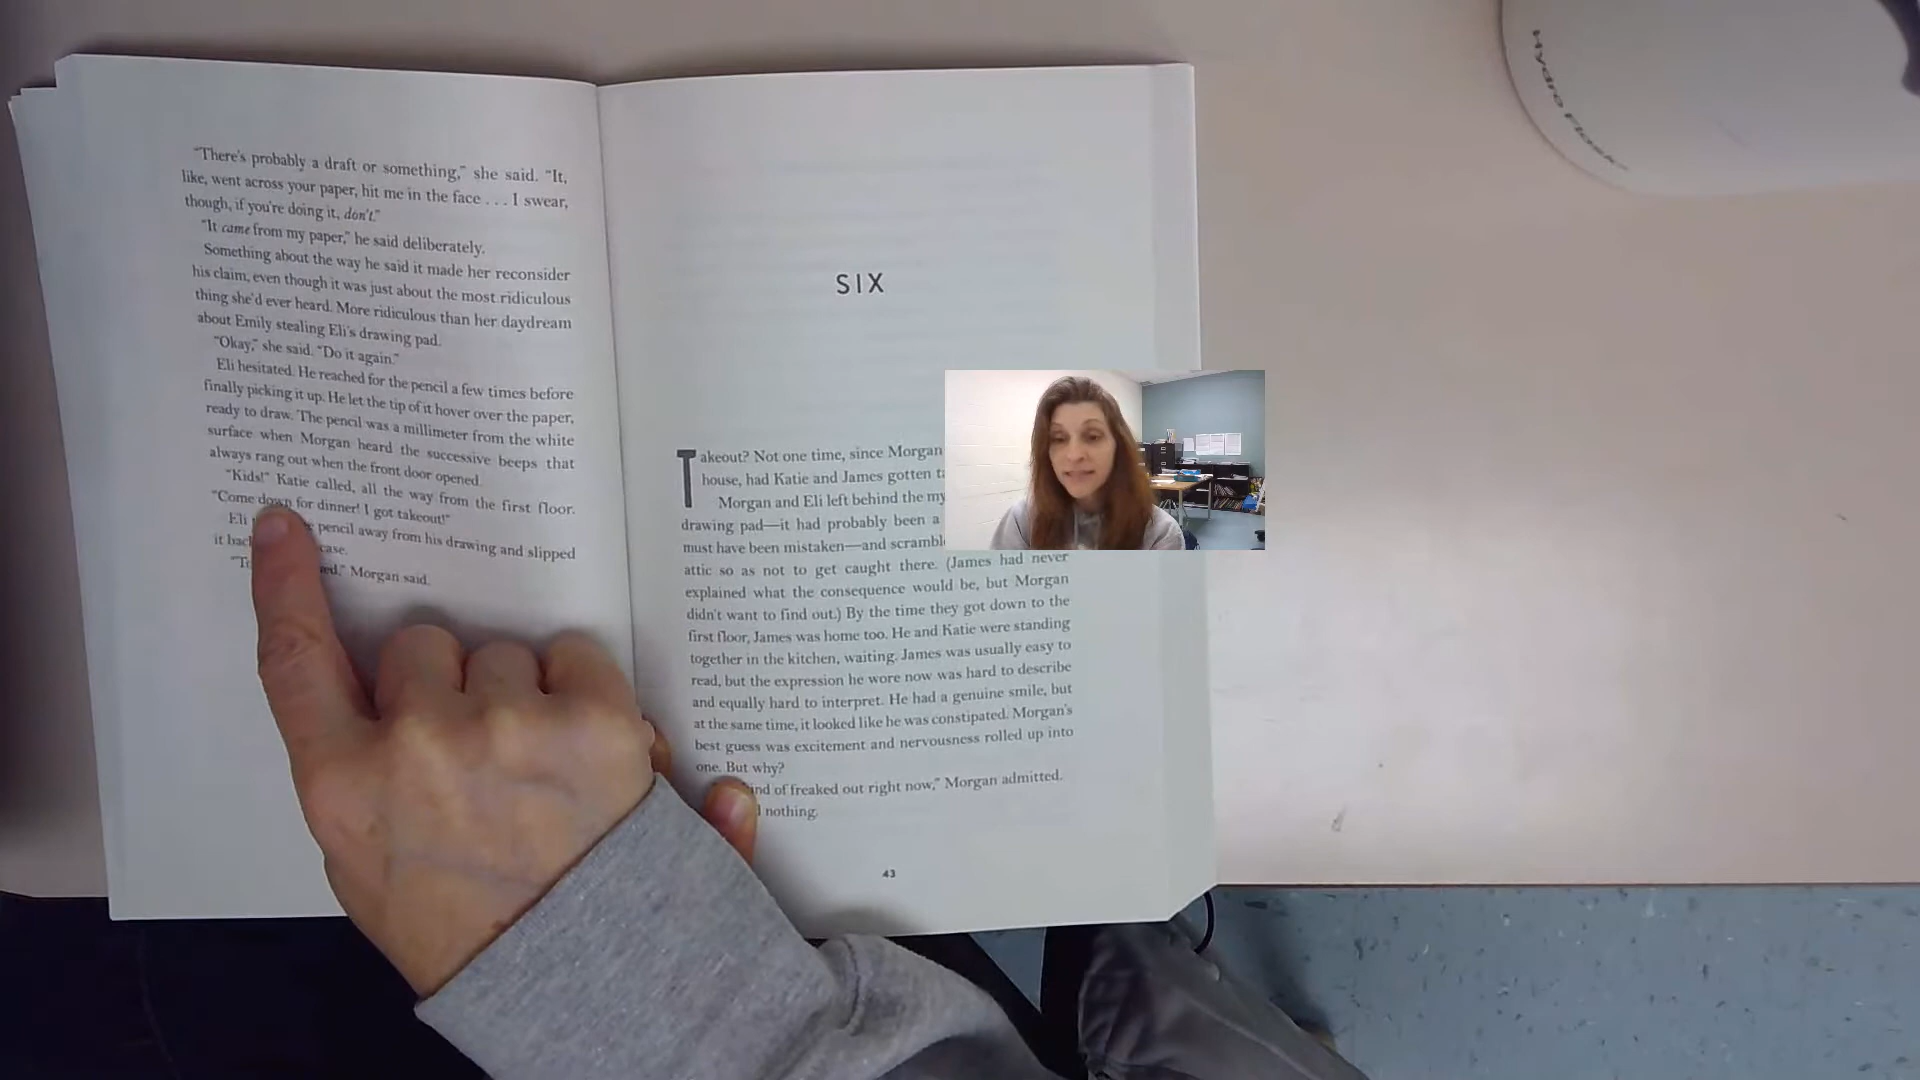 "There's probably a draft or something," she said. "It,
like, went across your paper, hit me in the face . . . I swear,
though, if you're doing it, don't."
"It came from my paper," he said deliberately.
Something about the way he said it made her reconsider
his claim, even though it was just about the most ridiculous
thing she'd ever heard. More ridiculous than her daydream
about Emily stealing Eli's drawing pad.
"Okay," she said. "Do it again."
Eli hesitated. He reached for the pencil a few times before
finally picking it up. He let the tip of it hover over the paper,
ready to draw. The pencil was a millimeter from the white
surface when Morgan heard the successive beeps that
always rang out when the front door opened.
"Kids!" Katie called, all the way from the first floor.
"Come down for dinner! I got takeout!"
Eli pencil away from his drawing and slipped
it back case.
Morgan said.
SIX
Takeout? Not one time, since Morgan
house, had Katie and James gotten
Morgan and Eli left behind the
drawing pad—it had probably been a
must have been mistaken—and
attic so as not to get caught there. (James had never
explained what the consequence would be, but Morgan
didn't want to find out.) By the time they got down to the
first floor, James was home too. He and Katie were standing
together in the kitchen, waiting. James was usually easy to
read, but the expression he wore now was hard to describe
and equally hard to interpret. He had a genuine smile, but
at the same time, it looked like he was constipated. Morgan's
best guess was excitement and nervousness rolled up into
one. But why?
of freaked out right now," Morgan admitted.
nothing.
43
Hydro Flask